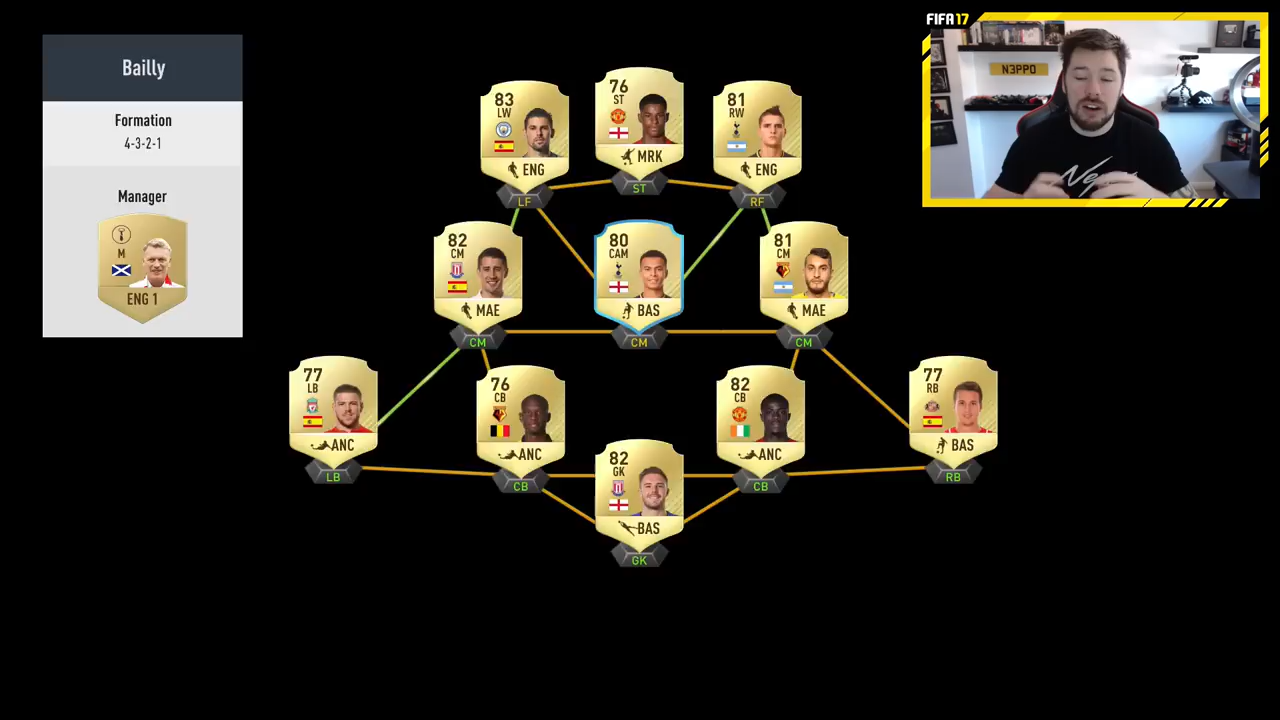 Bailly
Formation
4-3-2-1
Manager
M
ENG 1
FIFA 17
N3PPO
83
LW
ENG
LF
76
ST
MRK
ST
81
RW
ENG
RF
82
CM
MAE
CM
80
CAM
BAS
CM
81
CM
MAE
CM
77
LB
ANC
LB
76
CB
ANC
CB
82
CB
ANC
CB
77
RB
BAS
RB
82
GK
BAS
GK